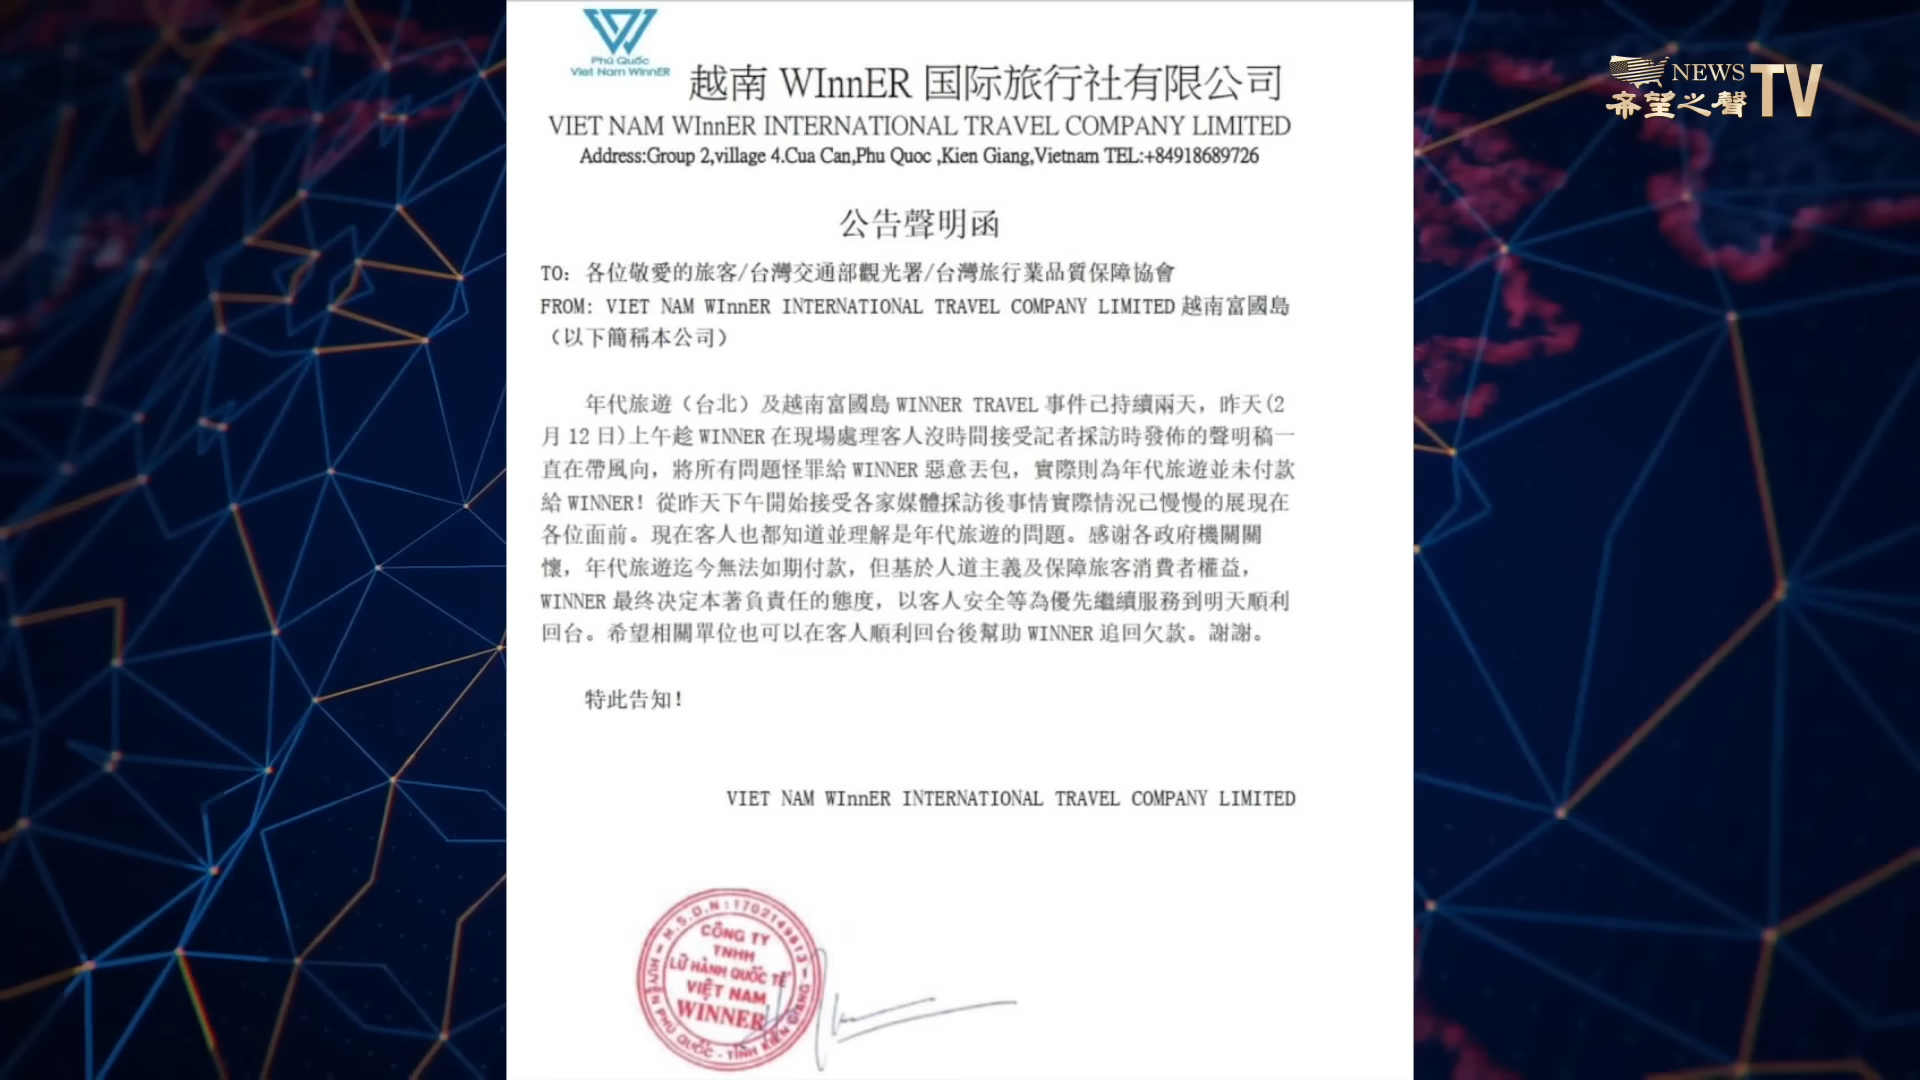 Phú Quốc
Viet Nam WInnER
越南 WInnER 国际旅行社有限公司
VIET NAM WInnER INTERNATIONAL TRAVEL COMPANY LIMITED
Address:Group 2,village 4.Cua Can,Phu Quoc ,Kien Giang,Vietnam TEL:+84918689726
NEWS
希望之聲TV
公告聲明函
TO: 各位敬愛的旅客/台灣交通部觀光署/台灣旅行業品質保障協會
FROM: VIET NAM WInnER INTERNATIONAL TRAVEL COMPANY LIMITED 越南富國島
（以下簡稱本公司）
年代旅遊（台北）及越南富國島 WINNER TRAVEL 事件已持續兩天，昨天(2
月 12 日)上午趁 WINNER 在現場處理客人沒時間接受記者採訪時發佈的聲明稿一
直在帶風向，將所有問題怪罪給 WINNER 惡意丟包，實際則為年代旅遊並未付款
給 WINNER! 從昨天下午開始接受各家媒體採訪後事情實際情況已慢慢的展現在
各位面前。現在客人也都知道並理解是年代旅遊的問題。感谢各政府機關關
懷，年代旅遊迄今無法如期付款，但基於人道主義及保障旅客消費者權益，
WINNER 最终决定本著負責任的態度，以客人安全等為優先繼續服務到明天順利
回台。希望相關單位也可以在客人順利回台後幫助 WINNER 追回欠款。謝謝。
特此告知!
VIET NAM WInnER INTERNATIONAL TRAVEL COMPANY LIMITED
M.S.D.N:1702149813
CÔNG TY
TNHH
LỮ HÀNH QUỐC TẾ
VIỆT NAM
WINNER
HUYỆN PHÚ QUỐC - TỈNH KIÊN GIANG